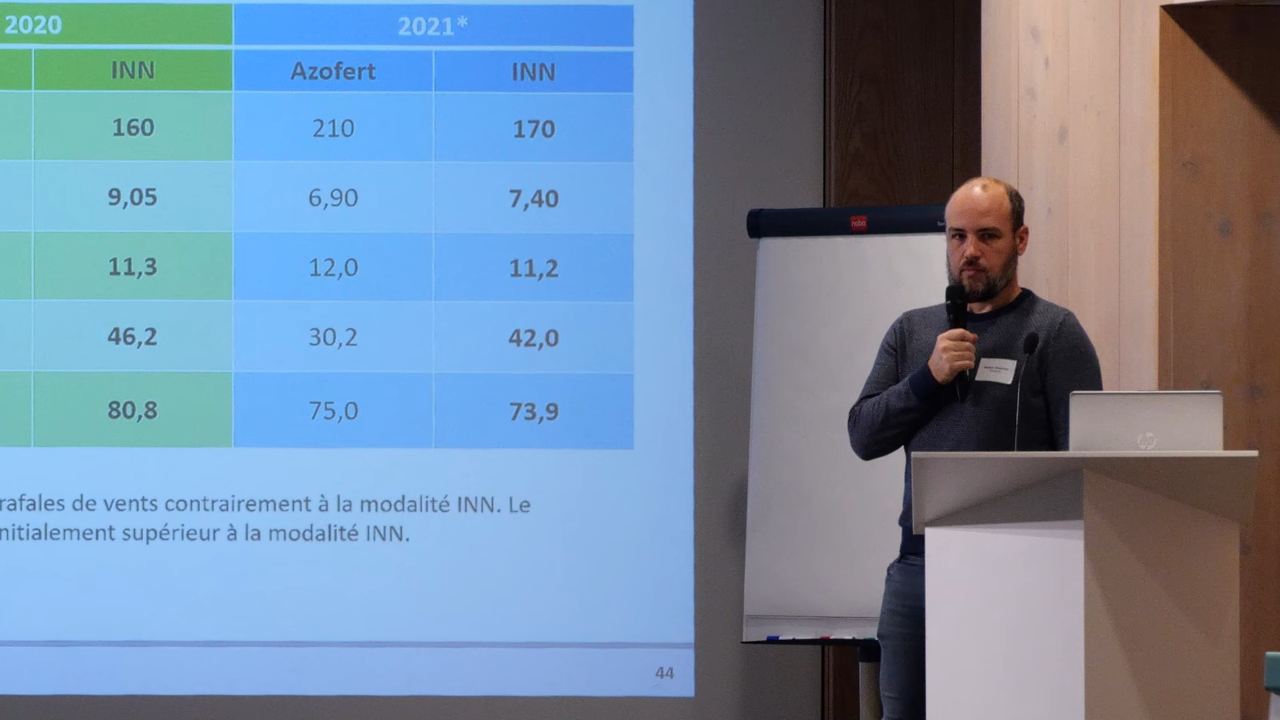 2020 2021*
INN Azofert INN
160 210 170
9,05 6,90 7,40
11,3 12,0 11,2
46,2 30,2 42,0
80,8 75,0 73,9
rafales de vents contrairement à la modalité INN. Le
nitialement supérieur à la modalité INN.
44
nobo
hp